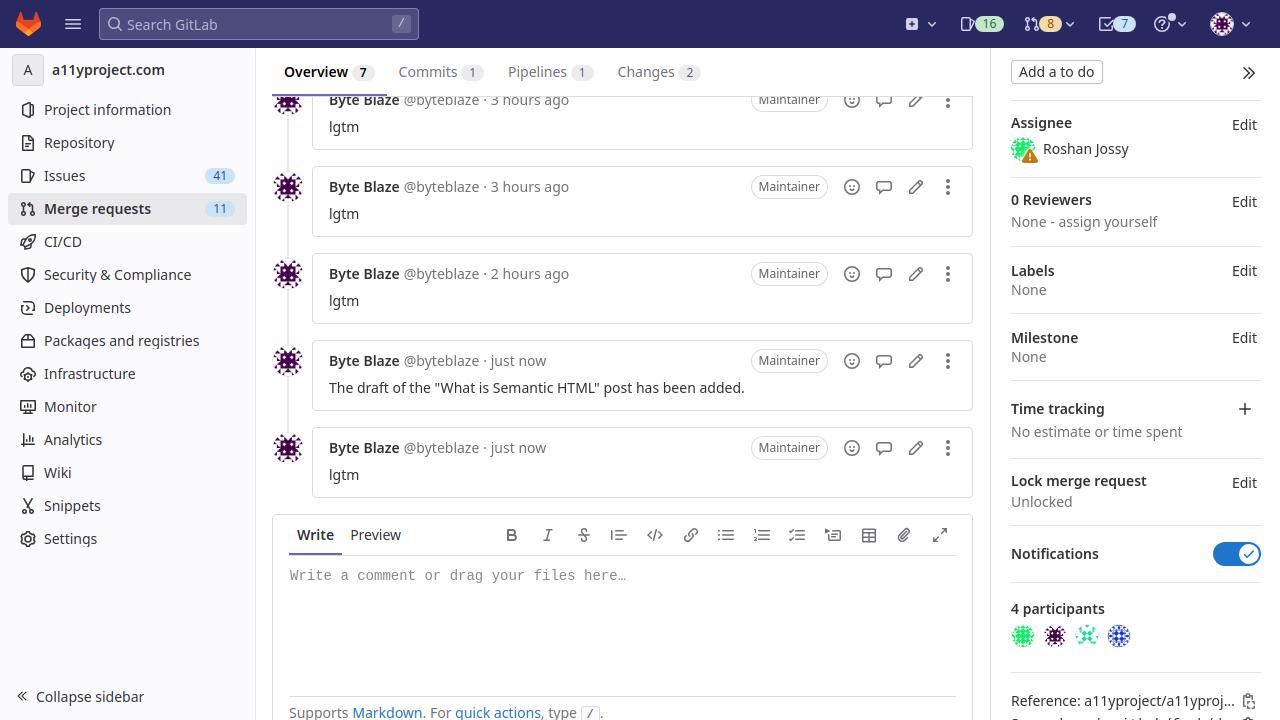 Search GitLab /
16
8
7
A a11yproject.com
Project information
Repository
Issues 41
Merge requests 11
CI/CD
Security & Compliance
Deployments
Packages and registries
Infrastructure
Monitor
Analytics
Wiki
Snippets
Settings
Collapse sidebar
Overview 7 Commits 1 Pipelines 1 Changes 2
Byte Blaze @byteblaze · 3 hours ago Maintainer
lgtm
Byte Blaze @byteblaze · 3 hours ago Maintainer
lgtm
Byte Blaze @byteblaze · 2 hours ago Maintainer
lgtm
Byte Blaze @byteblaze · just now Maintainer
The draft of the "What is Semantic HTML" post has been added.
Byte Blaze @byteblaze · just now Maintainer
lgtm
Write Preview
Write a comment or drag your files here…
Supports Markdown. For quick actions, type /.
Add a to do
Assignee Edit
Roshan Jossy
0 Reviewers Edit
None - assign yourself
Labels Edit
None
Milestone Edit
None
Time tracking
No estimate or time spent
Lock merge request Edit
Unlocked
Notifications
4 participants
Reference: a11yproject/a11yproj…